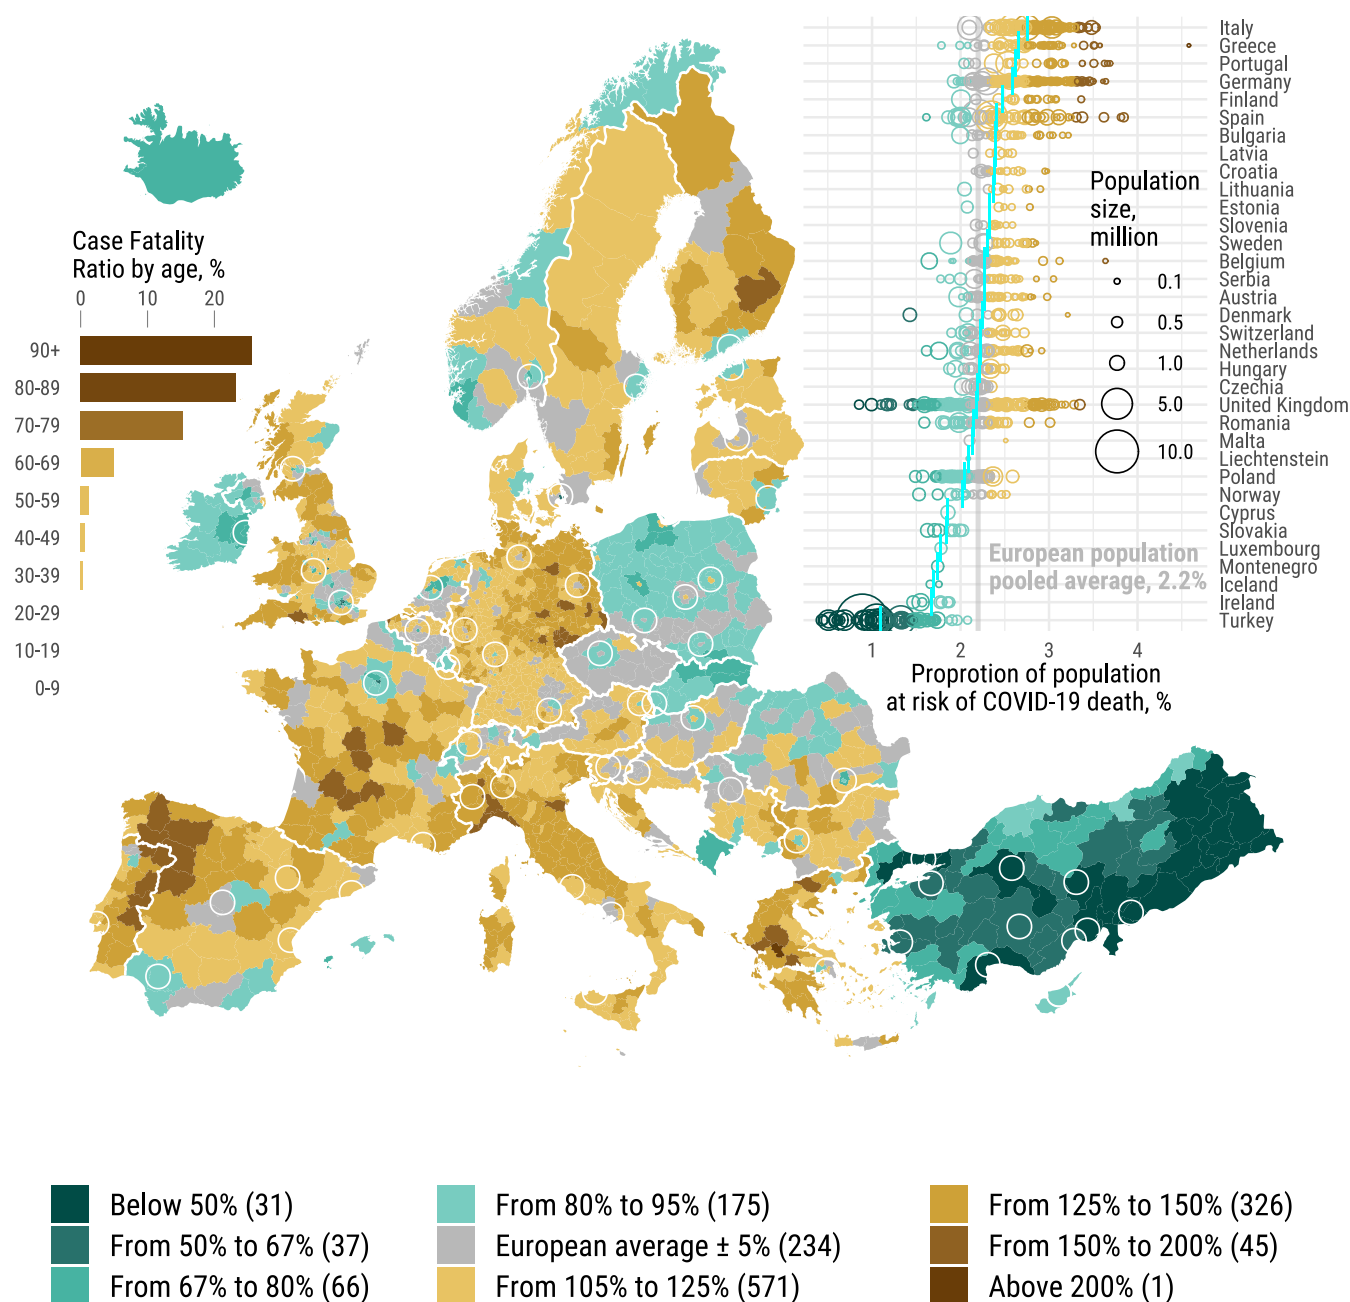 Italy
Greece
Portugal
Germany
Finland
Spain
Bulgaria
Latvia
Croatia
Lithuania
Estonia
Slovenia
Sweden
Belgium
Serbia
Austria
Denmark
Switzerland
Netherlands
Hungary
Czechia
United Kingdom
Romania
Malta
Liechtenstein
Poland
Norway
Cyprus
Slovakia
Luxembourg
Montenegro
Iceland
Ireland
Turkey
Population
size,
million
0.1
0.5
1.0
5.0
10.0
European population
pooled average, 2.2%
1 2 3 4
Proprotion of population
at risk of COVID-19 death, %
Case Fatality
Ratio by age, %
0 10 20
90+
80-89
70-79
60-69
50-59
40-49
30-39
20-29
10-19
0-9
Below 50% (31)
From 50% to 67% (37)
From 67% to 80% (66)
From 80% to 95% (175)
European average ± 5% (234)
From 105% to 125% (571)
From 125% to 150% (326)
From 150% to 200% (45)
Above 200% (1)